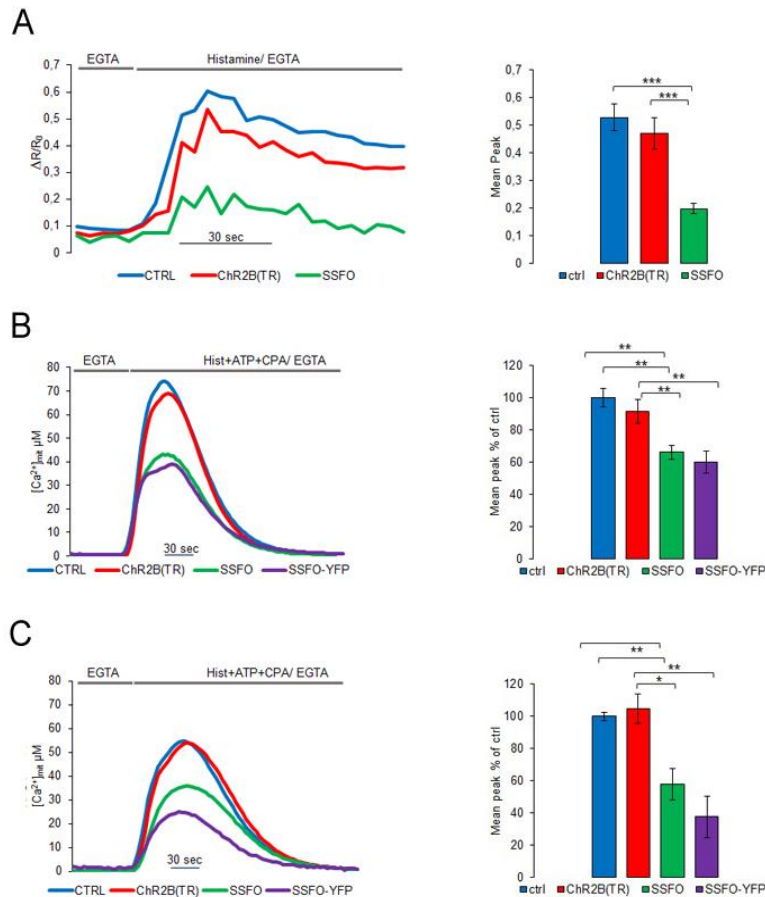 A
EGTA Histamine/ EGTA
0,7
0,6
0,5
0,4
0,3
0,2
0,1
0
ΔR/R0
30 sec
CTRL ChR2B(TR) SSFO
0,7
0,6
0,5
0,4
0,3
0,2
0,1
0
Mean Peak
***
***
ctrl ChR2B(TR) SSFO
B
EGTA Hist+ATP+CPA/ EGTA
80
70
60
50
40
30
20
10
0
[Ca2+]mit µM
30 sec
CTRL ChR2B(TR) SSFO SSFO-YFP
120
100
80
60
40
20
0
Mean peak % of ctrl
**
**
**
**
ctrl ChR2B(TR) SSFO SSFO-YFP
C
EGTA Hist+ATP+CPA/ EGTA
80
70
60
50
40
30
20
10
0
[Ca2+]mit µM
30 sec
CTRL ChR2B(TR) SSFO SSFO-YFP
120
100
80
60
40
20
0
Mean peak % of ctrl
**
**
*
ctrl ChR2B(TR) SSFO SSFO-YFP